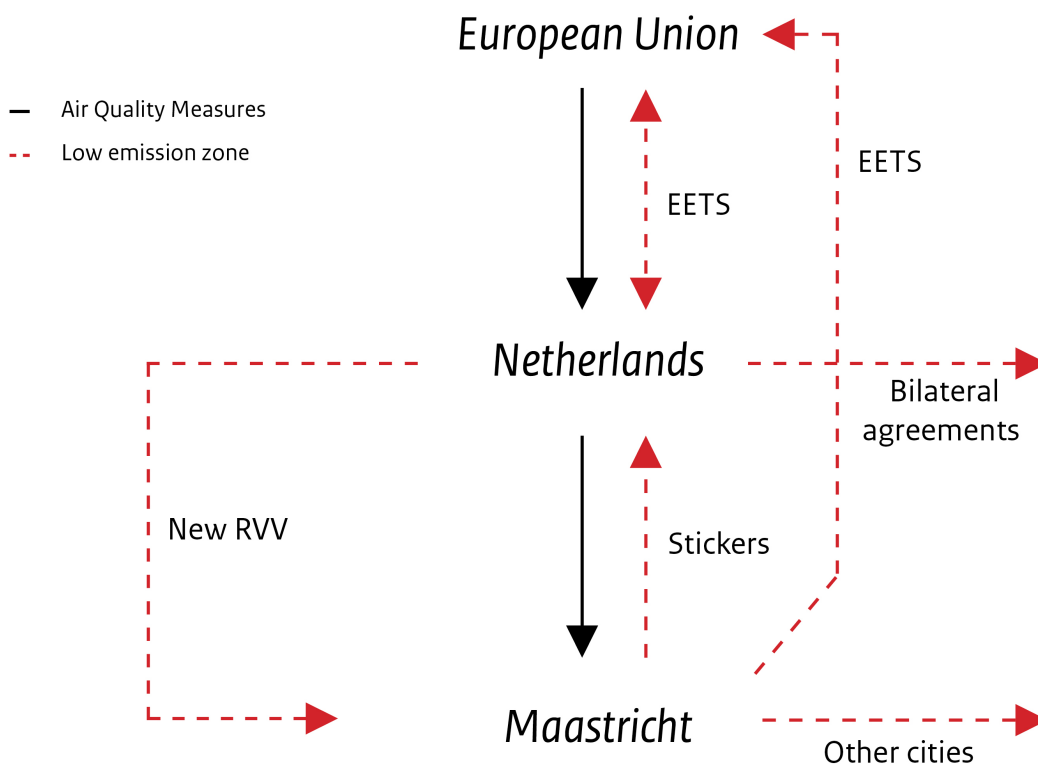 European Union
Air Quality Measures
Low emission zone
EETS
EETS
Netherlands
Bilateral
agreements
New RVV
Stickers
Maastricht
Other cities